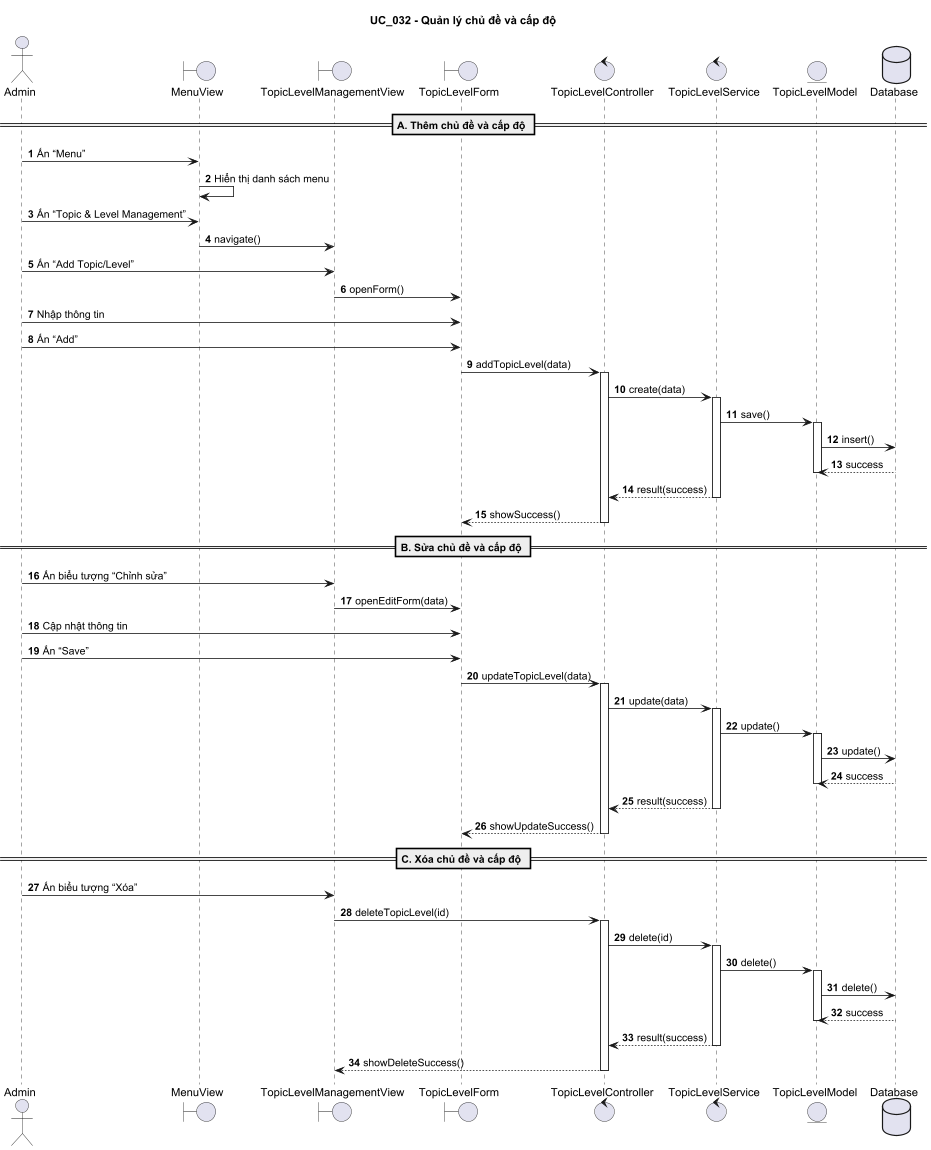 UC_032 - Quản lý chủ đề và cấp độ
Admin MenuView TopicLevelManagementView TopicLevelForm TopicLevelController TopicLevelService TopicLevelModel Database
A. Thêm chủ đề và cấp độ
1 Ấn “Menu”
2 Hiển thị danh sách menu
3 Ấn “Topic & Level Management”
4 navigate()
5 Ấn “Add Topic/Level”
6 openForm()
7 Nhập thông tin
8 Ấn “Add”
9 addTopicLevel(data)
10 create(data)
11 save()
12 insert()
13 success
14 result(success)
15 showSuccess()
B. Sửa chủ đề và cấp độ
16 Ấn biểu tượng “Chỉnh sửa”
17 openEditForm(data)
18 Cập nhật thông tin
19 Ấn “Save”
20 updateTopicLevel(data)
21 update(data)
22 update()
23 update()
24 success
25 result(success)
26 showUpdateSuccess()
C. Xóa chủ đề và cấp độ
27 Ấn biểu tượng “Xóa”
28 deleteTopicLevel(id)
29 delete(id)
30 delete()
31 delete()
32 success
33 result(success)
34 showDeleteSuccess()
Admin MenuView TopicLevelManagementView TopicLevelForm TopicLevelController TopicLevelService TopicLevelModel Database